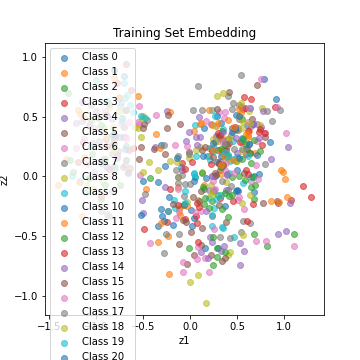 Training Set Embedding
z2
1.0
0.5
0.0
−0.5
−1.0
Class 0
Class 1
Class 2
Class 3
Class 4
Class 5
Class 6
Class 7
Class 8
Class 9
Class 10
Class 11
Class 12
Class 13
Class 14
Class 15
Class 16
Class 17
Class 18
Class 19
Class 20
−0.5
0.0
0.5
1.0
z1